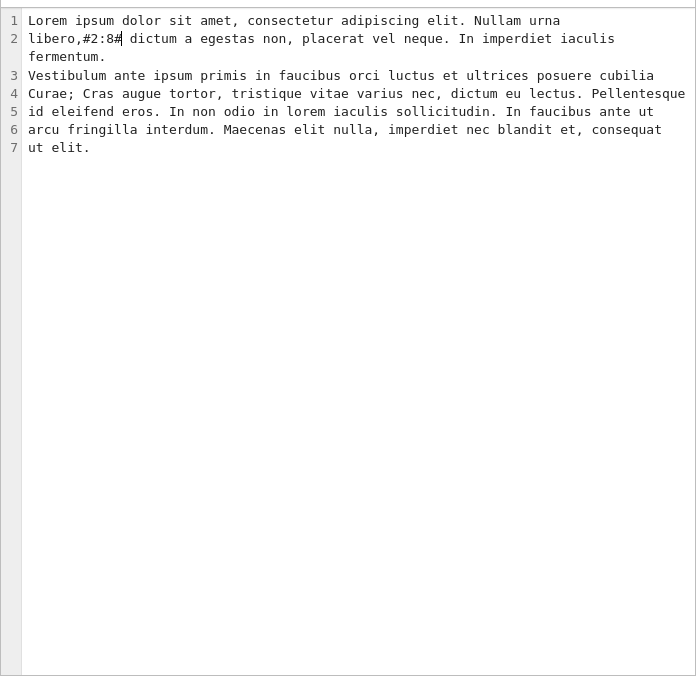 1 Lorem ipsum dolor sit amet, consectetur adipiscing elit. Nullam urna
2 libero,#2:8# dictum a egestas non, placerat vel neque. In imperdiet iaculis
fermentum.
3 Vestibulum ante ipsum primis in faucibus orci luctus et ultrices posuere cubilia
4 Curae; Cras augue tortor, tristique vitae varius nec, dictum eu lectus. Pellentesque
5 id eleifend eros. In non odio in lorem iaculis sollicitudin. In faucibus ante ut
6 arcu fringilla interdum. Maecenas elit nulla, imperdiet nec blandit et, consequat
7 ut elit.